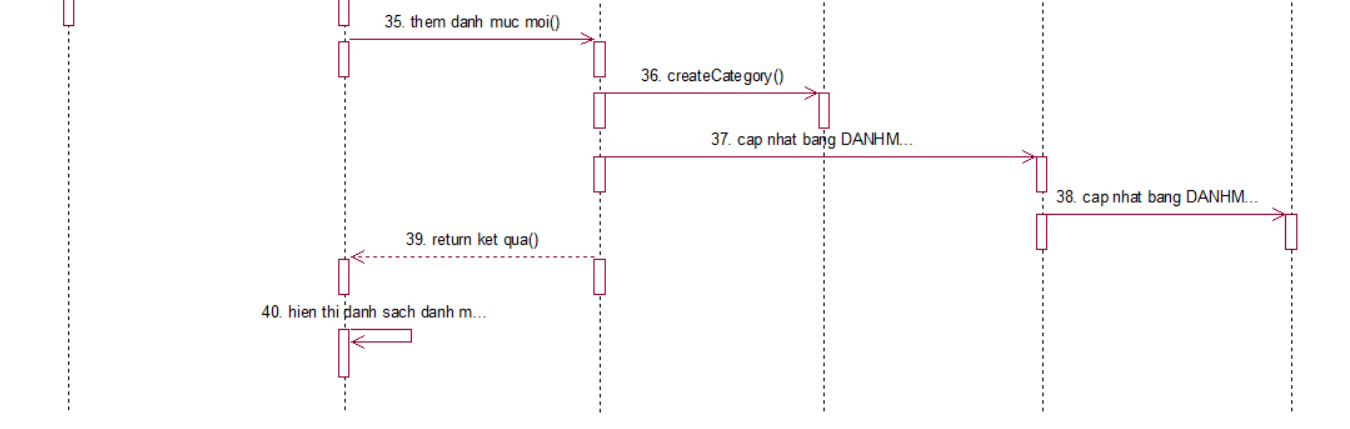 35. them danh muc moi()
36. createCategory()
37. cap nhat bang DANHM...
38. cap nhat bang DANHM...
39. return ket qua()
40. hien thi danh sach danh m...